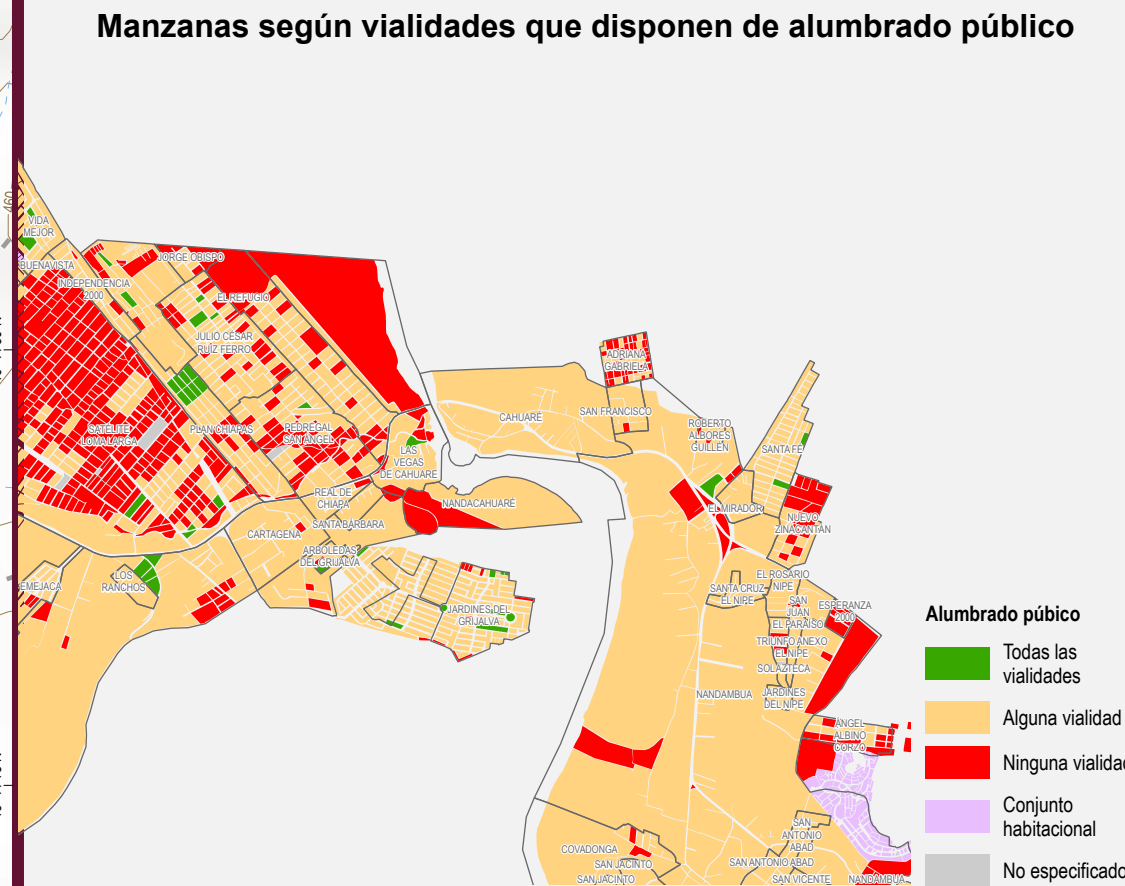 Manzanas según vialidades que disponen de alumbrado público
460
VIDA
MEJOR
BUENAVISTA
INDEPENDENCIA
2000
JORGE OBISPO
EL REFUGIO
JULIO CÉSAR
RUIZ FERRO
SATÉLITE
LOMA LARGA
PLAN CHIAPAS
PEDREGAL
SAN ÁNGEL
LAS
VEGAS
DE CAHUARE
REAL DE
CHIAPA
SANTA BÁRBARA
CARTAGENA
ARBOLEDAS
DEL GRIJALVA
NANDACAHUARÉ
EMEJACA
LOS
RANCHOS
JARDINES DEL
GRIJALVA
ADRIANA
GABRIELA
CAHUARÉ
SAN FRANCISCO
ROBERTO
ALBORES
GUILLÉN
SANTA FE
EL MIRADOR
NUEVO
ZINACANTÁN
EL ROSARIO
NIPE
SANTA CRUZ
EL NIPE
SAN
JUAN
EL PARAÍSO
ESPERANZA
2000
TRIUNFO ANEXO
EL NIPE
SOLAZTECA
NANDAMBUA
JARDINES
DEL NIPE
ÁNGEL
ALBINO
CORZO
SAN
ANTONIO
ABAD
COVADONGA
SAN JACINTO
SAN JACINTO
SAN ANTONIO ABAD
SAN VICENTE
NANDAMBUA
Alumbrado púbico
Todas las
vialidades
Alguna vialidad
Ninguna vialidad
Conjunto
habitacional
No especificado